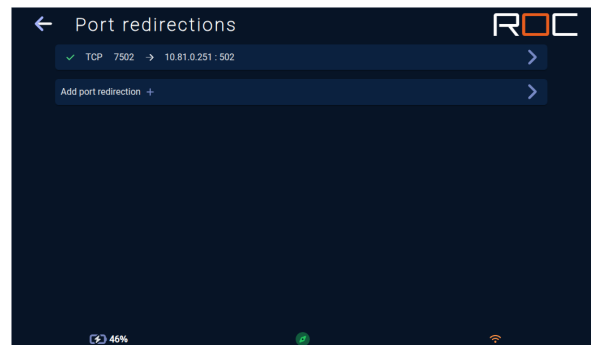 Port redirections
ROC
TCP 7502 → 10.81.0.251 : 502
Add port redirection +
46%